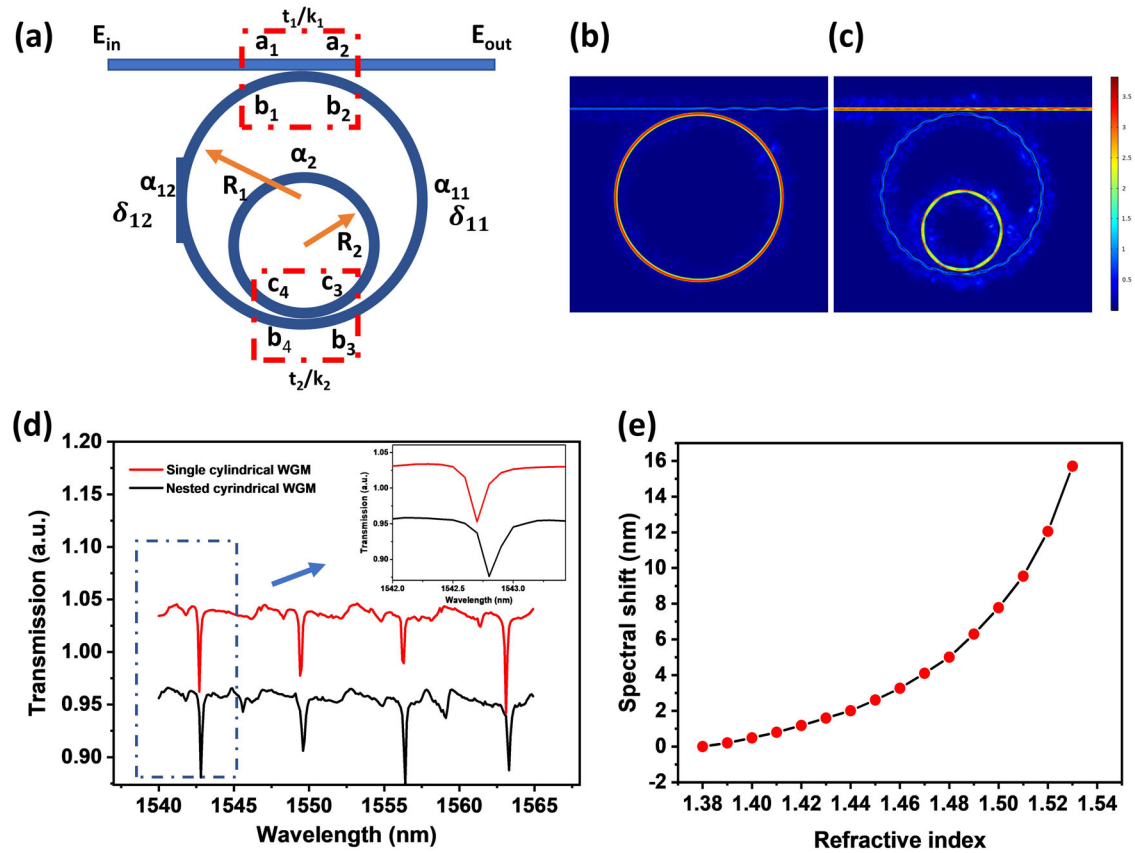 (a)
t₁/k₁
E_in
a₁
a₂
E_out
b₁
b₂
α₁₂
δ₁₂
R₁
α₂
α₁₁
δ₁₁
R₂
c₄
c₃
b₄
b₃
t₂/k₂
(b)
(c)
3.5
3
2.5
2
1.5
1
0.5
(d)
1.20
1.15
1.10
1.05
1.00
0.95
0.90
Transmission (a.u.)
Single cylindrical WGM
Nested cyrindrical WGM
1.05
1.00
0.95
0.90
Transmission (a.u.)
1542.0
1542.5
1543.0
Wavelength (nm)
1540
1545
1550
1555
1560
1565
Wavelength (nm)
(e)
16
14
12
10
8
6
4
2
0
-2
Spectral shift (nm)
1.38
1.40
1.42
1.44
1.46
1.48
1.50
1.52
1.54
Refractive index